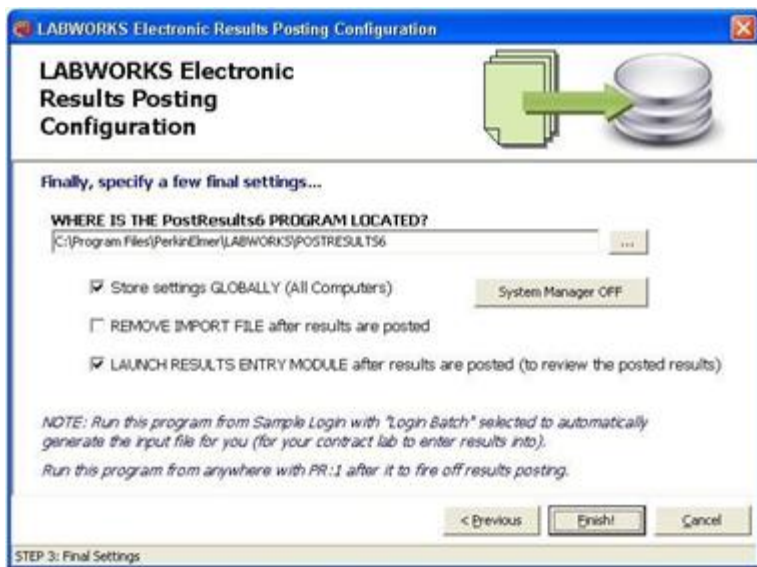 LABWORKS Electronic Results Posting Configuration
LABWORKS Electronic
Results Posting
Configuration
Finally, specify a few final settings...
WHERE IS THE PostResults6 PROGRAM LOCATED?
C:\Program Files\PerkinElmer\LABWORKS\POSTRESULTS6
...
Store settings GLOBALLY (All Computers)
System Manager OFF
REMOVE IMPORT FILE after results are posted
LAUNCH RESULTS ENTRY MODULE after results are posted (to review the posted results)
NOTE: Run this program from Sample Login with "Login Batch" selected to automatically
generate the input file for you (for your contract lab to enter results into).
Run this program from anywhere with PR:1 after it to fire off results posting.
< Previous
Finish!
Cancel
STEP 3: Final Settings